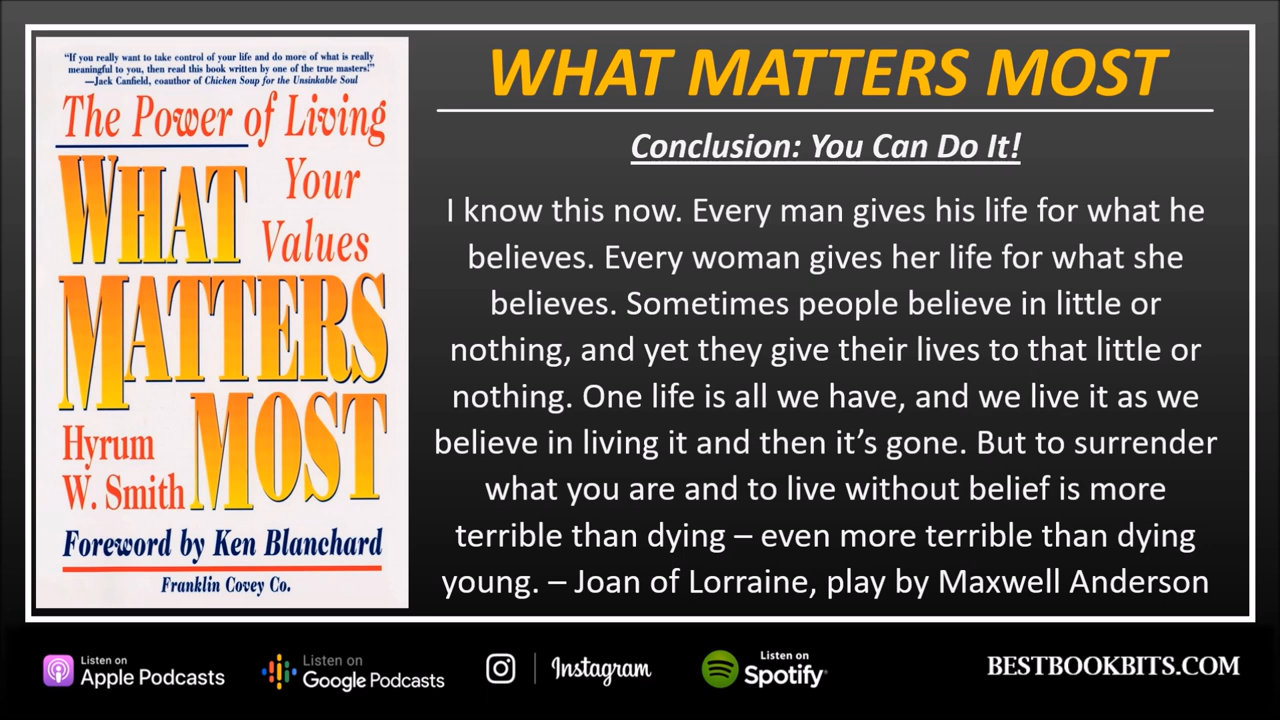 “If you really want to take control of your life and do more of what is really
meaningful to you, then read this book written by one of the true masters!”
—Jack Canfield, coauthor of Chicken Soup for the Unsinkable Soul
The Power of Living
WHAT
Your
Values
MATTERS
MOST
Hyrum
W. Smith
Foreword by Ken Blanchard
Franklin Covey Co.
WHAT MATTERS MOST
Conclusion: You Can Do It!
I know this now. Every man gives his life for what he
believes. Every woman gives her life for what she
believes. Sometimes people believe in little or
nothing, and yet they give their lives to that little or
nothing. One life is all we have, and we live it as we
believe in living it and then it’s gone. But to surrender
what you are and to live without belief is more
terrible than dying – even more terrible than dying
young. – Joan of Lorraine, play by Maxwell Anderson
Listen on
Apple Podcasts
Listen on
Google Podcasts
Instagram
Listen on
Spotify
BESTBOOKBITS.COM